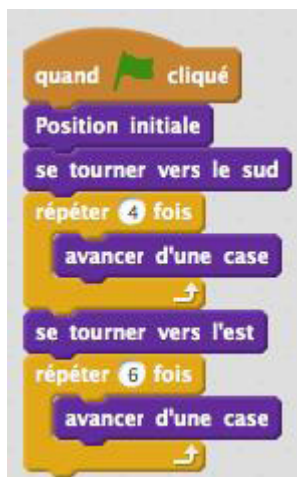 quand cliqué
Position initiale
se tourner vers le sud
répéter 4 fois
avancer d'une case
se tourner vers l'est
répéter 6 fois
avancer d'une case